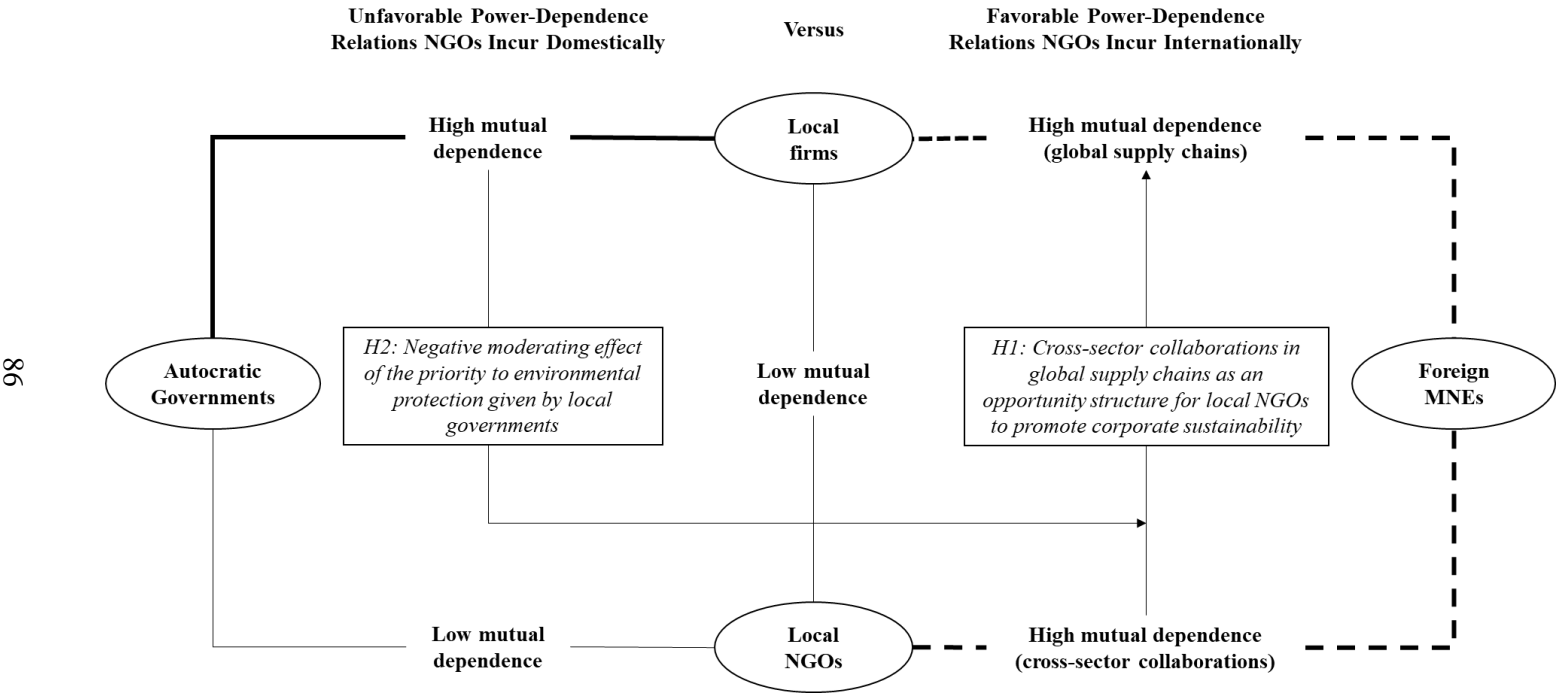 Unfavorable Power-Dependence
Relations NGOs Incur Domestically
Versus
Favorable Power-Dependence
Relations NGOs Incur Internationally
High mutual
dependence
Local
firms
High mutual dependence
(global supply chains)
Autocratic
Governments
H2: Negative moderating effect
of the priority to environmental
protection given by local
governments
Low mutual
dependence
H1: Cross-sector collaborations in
global supply chains as an
opportunity structure for local NGOs
to promote corporate sustainability
Foreign
MNEs
Low mutual
dependence
Local
NGOs
High mutual dependence
(cross-sector collaborations)
86